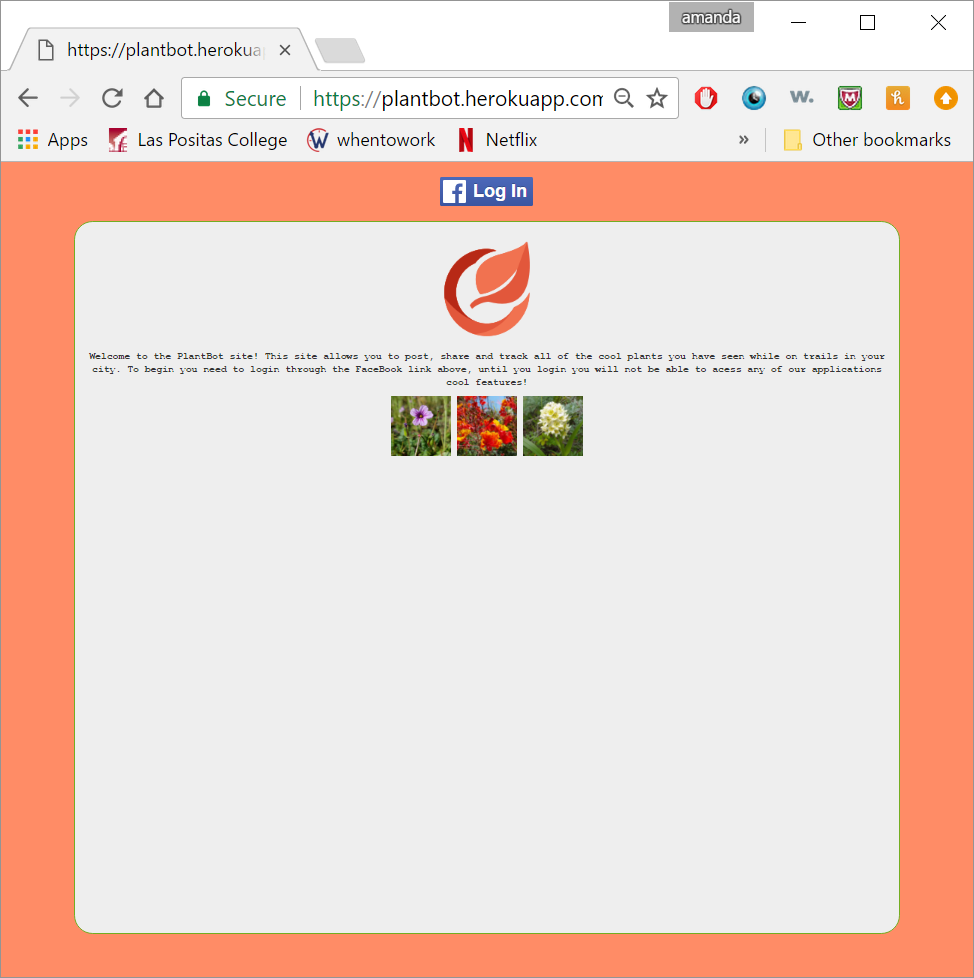 amanda
https://plantbot.herokua
Secure https://plantbot.herokuapp.com
Apps Las Positas College whentowork Netflix » Other bookmarks
Log In
Welcome to the PlantBot site! This site allows you to post, share and track all of the cool plants you have seen while on trails in your
city. To begin you need to login through the FaceBook link above, until you login you will not be able to acess any of our applications
cool features!